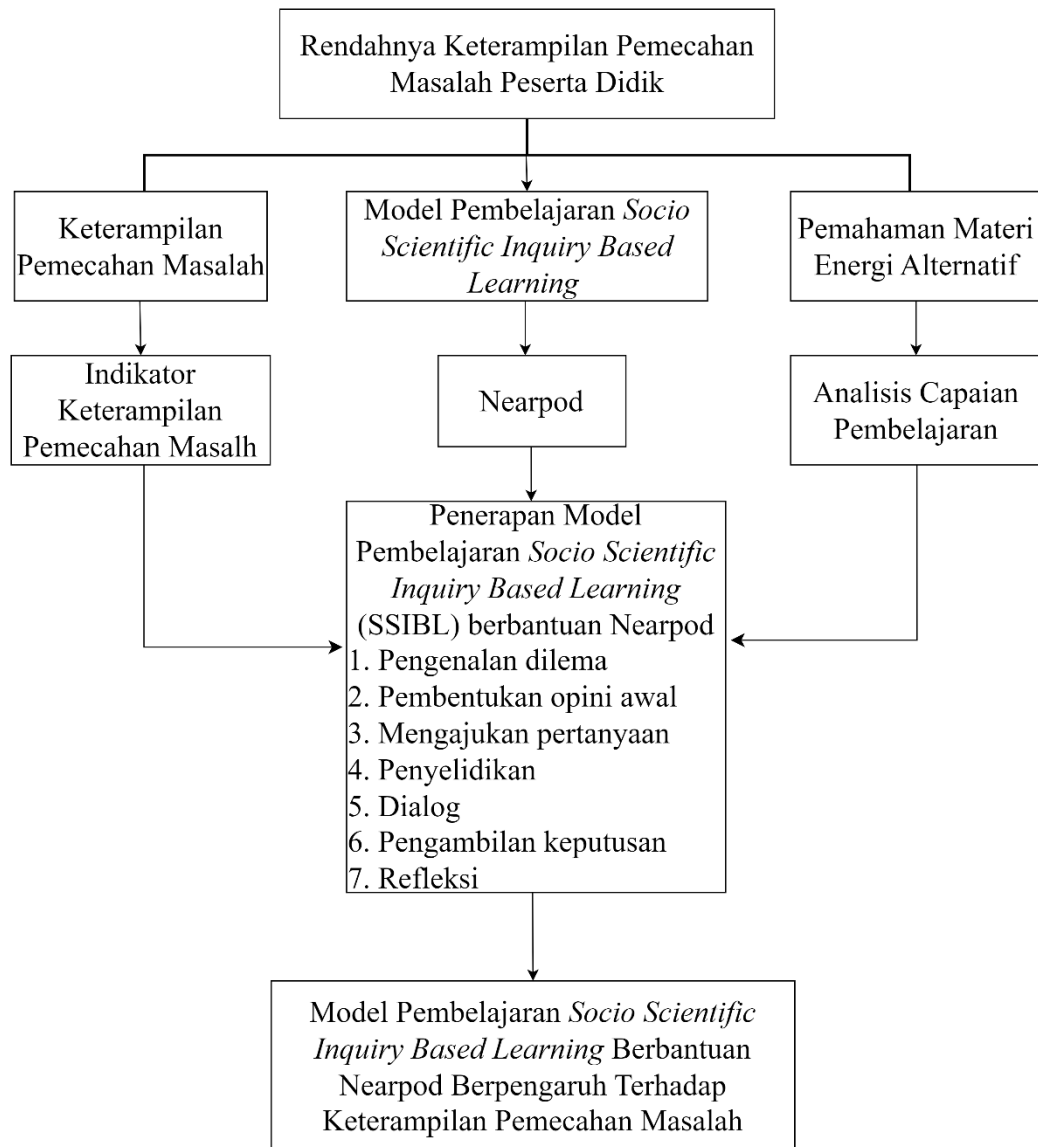 Rendahnya Keterampilan Pemecahan
Masalah Peserta Didik
Keterampilan
Pemecahan Masalah
Model Pembelajaran Socio
Scientific Inquiry Based
Learning
Pemahaman Materi
Energi Alternatif
Indikator
Keterampilan
Pemecahan Masalh
Nearpod
Analisis Capaian
Pembelajaran
Penerapan Model
Pembelajaran Socio Scientific
Inquiry Based Learning
(SSIBL) berbantuan Nearpod
1. Pengenalan dilema
2. Pembentukan opini awal
3. Mengajukan pertanyaan
4. Penyelidikan
5. Dialog
6. Pengambilan keputusan
7. Refleksi
Model Pembelajaran Socio Scientific
Inquiry Based Learning Berbantuan
Nearpod Berpengaruh Terhadap
Keterampilan Pemecahan Masalah